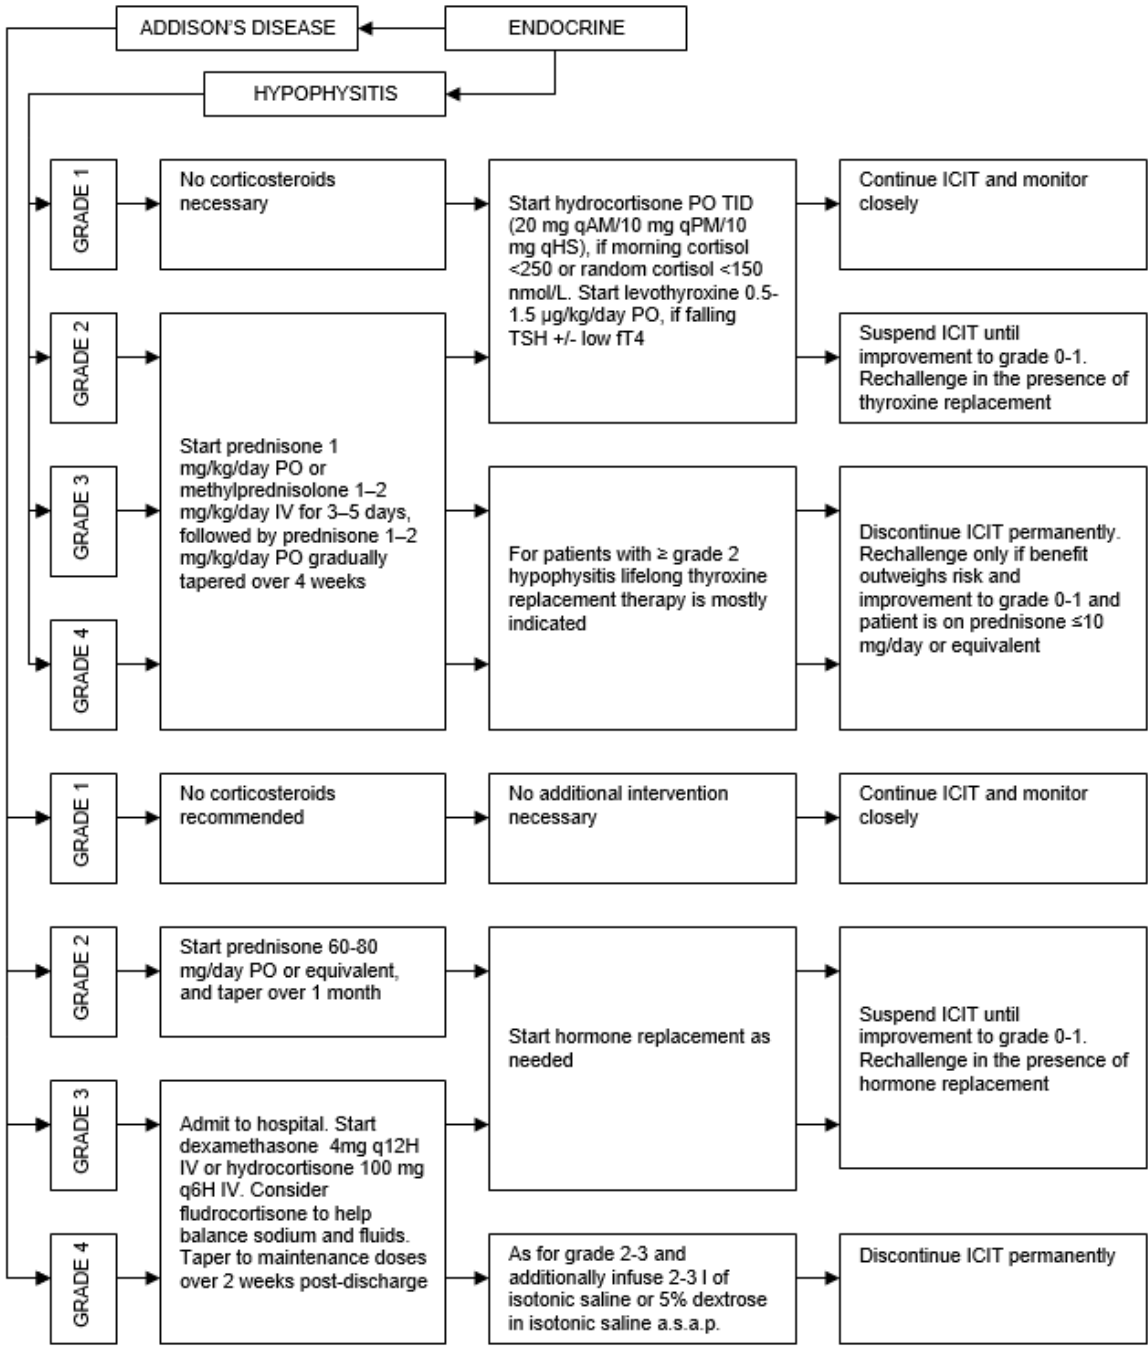 ADDISON'S DISEASE
ENDOCRINE
HYPOPHYSITIS
GRADE 1
No corticosteroids
necessary
Start hydrocortisone PO TID
(20 mg qAM/10 mg qPM/10
mg qHS), if morning cortisol
<250 or random cortisol <150
nmol/L. Start levothyroxine 0.5-
1.5 µg/kg/day PO, if falling
TSH +/- low fT4
Continue ICIT and monitor
closely
GRADE 2
Start prednisone 1
mg/kg/day PO or
methylprednisolone 1–2
mg/kg/day IV for 3–5 days,
followed by prednisone 1–2
mg/kg/day PO gradually
tapered over 4 weeks
Suspend ICIT until
improvement to grade 0-1.
Rechallenge in the presence of
thyroxine replacement
GRADE 3
For patients with ≥ grade 2
hypophysitis lifelong thyroxine
replacement therapy is mostly
indicated
Discontinue ICIT permanently.
Rechallenge only if benefit
outweighs risk and
improvement to grade 0-1 and
patient is on prednisone ≤10
mg/day or equivalent
GRADE 4
GRADE 1
No corticosteroids
recommended
No additional intervention
necessary
Continue ICIT and monitor
closely
GRADE 2
Start prednisone 60-80
mg/day PO or equivalent,
and taper over 1 month
Start hormone replacement as
needed
Suspend ICIT until
improvement to grade 0-1.
Rechallenge in the presence of
hormone replacement
GRADE 3
Admit to hospital. Start
dexamethasone 4mg q12H
IV or hydrocortisone 100 mg
q6H IV. Consider
fludrocortisone to help
balance sodium and fluids.
Taper to maintenance doses
over 2 weeks post-discharge
GRADE 4
As for grade 2-3 and
additionally infuse 2-3 l of
isotonic saline or 5% dextrose
in isotonic saline a.s.a.p.
Discontinue ICIT permanently